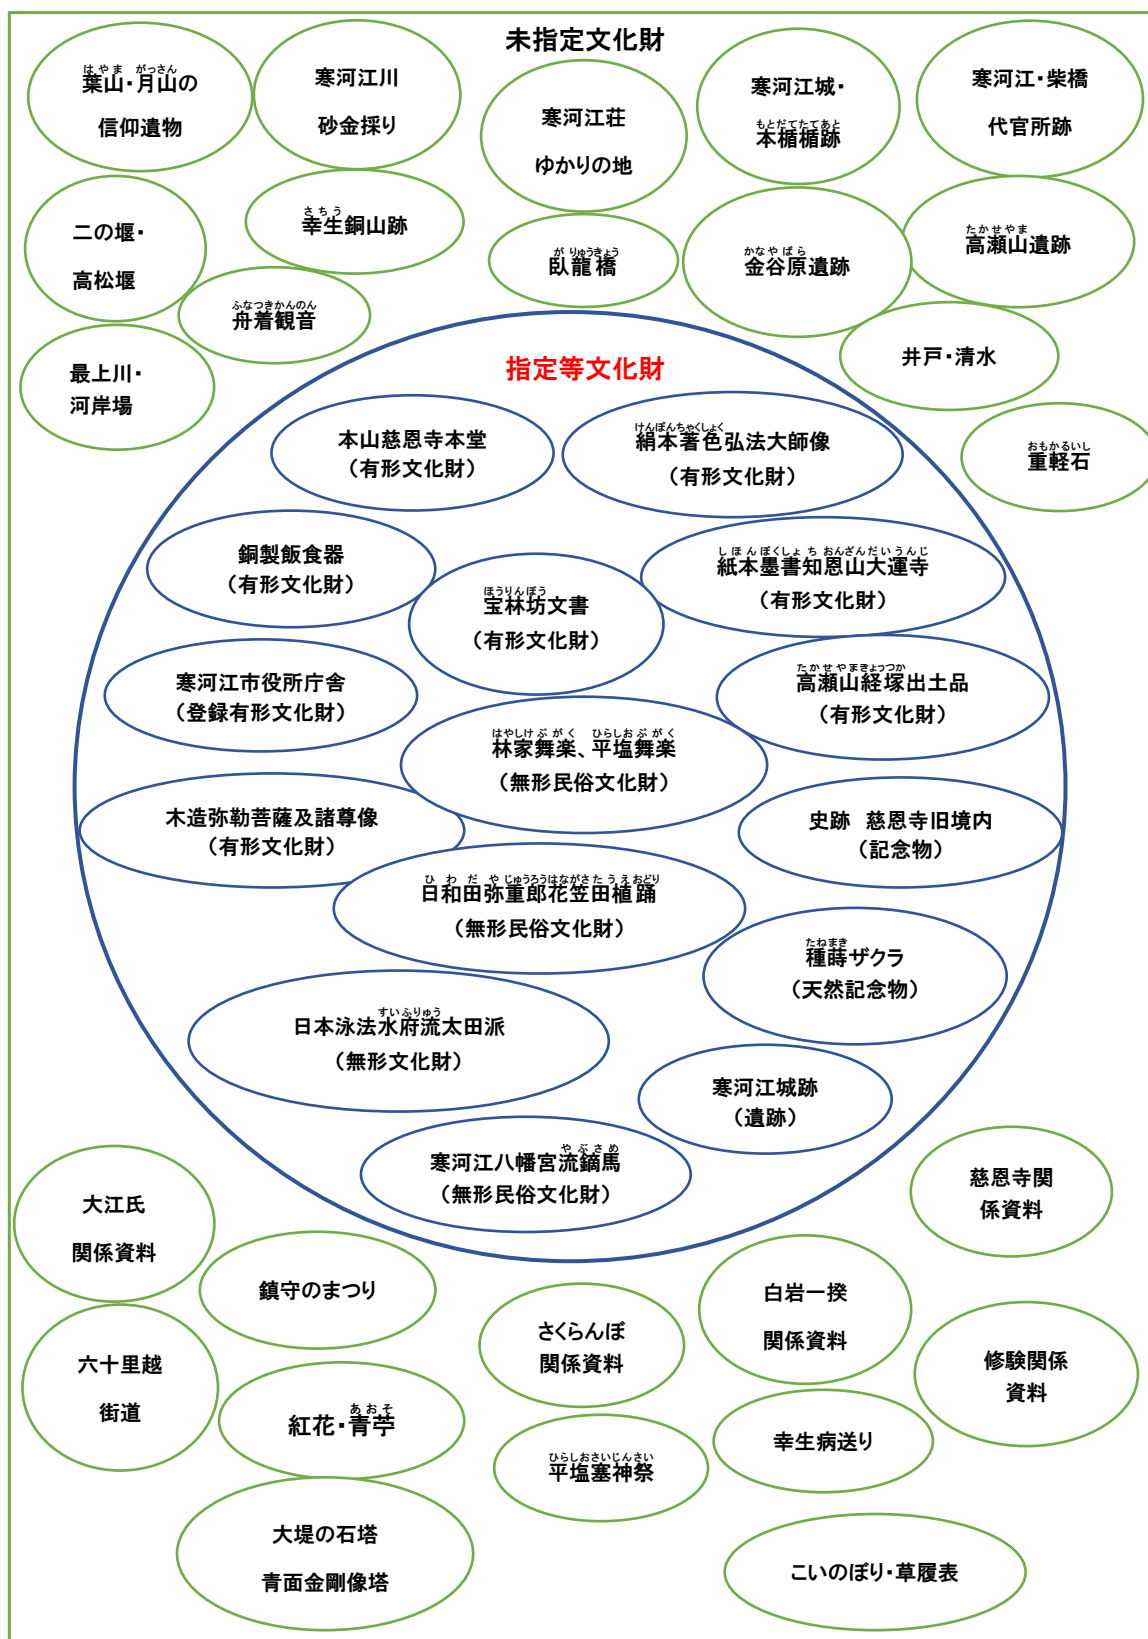 未指定文化財
葉山・月山の
はやま がっさん
信仰遺物
寒河江川
砂金採り
寒河江荘
ゆかりの地
寒河江城・
本楯楯跡
もとだてたてあと
寒河江・柴橋
代官所跡
二の堰・
高松堰
幸生銅山跡
さちう
臥龍橋
がりゅうきょう
金谷原遺跡
かなやばら
高瀬山遺跡
たかせやま
舟着観音
ふなつきかんのん
最上川・
河岸場
井戸・清水
重軽石
おもかるいし
指定等文化財
本山慈恩寺本堂
（有形文化財）
絹本著色弘法大師像
けんぽんちゃくしょく
（有形文化財）
銅製飯食器
（有形文化財）
宝林坊文書
ほうりんぼう
（有形文化財）
紙本墨書知恩山大運寺
しほんぼくしょちおんざんだいうんじ
（有形文化財）
寒河江市役所庁舎
（登録有形文化財）
高瀬山経塚出土品
たかせやまきょうづか
（有形文化財）
林家舞楽、平塩舞楽
はやしけぶがく ひらしおぶがく
（無形民俗文化財）
木造弥勒菩薩及諸尊像
（有形文化財）
史跡 慈恩寺旧境内
（記念物）
日和田弥重郎花笠田植踊
ひわだやじゅうろうはながさたうえおどり
（無形民俗文化財）
種蒔ザクラ
たねまき
（天然記念物）
日本泳法水府流太田派
すいふりゅう
（無形文化財）
寒河江城跡
（遺跡）
寒河江八幡宮流鏑馬
やぶさめ
（無形民俗文化財）
慈恩寺関
係資料
大江氏
関係資料
鎮守のまつり
さくらんぼ
関係資料
白岩一揆
関係資料
六十里越
街道
紅花・青苧
あおそ
修験関係
資料
平塩塞神祭
ひらしおさいじんさい
幸生病送り
大堤の石塔
青面金剛像塔
こいのぼり・草履表